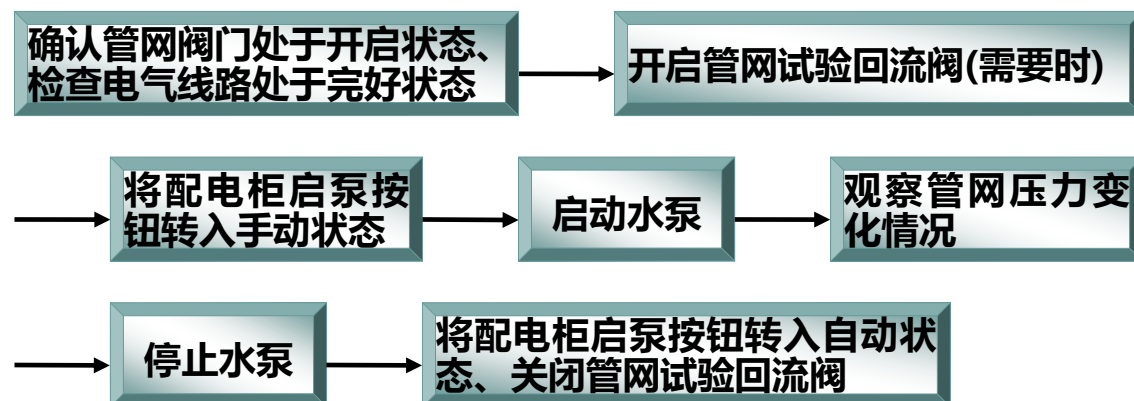 确认管网阀门处于开启状态、
检查电气线路处于完好状态
开启管网试验回流阀(需要时)
将配电柜启泵按
钮转入手动状态
启动水泵
观察管网压力变
化情况
停止水泵
将配电柜启泵按钮转入自动状
态、关闭管网试验回流阀